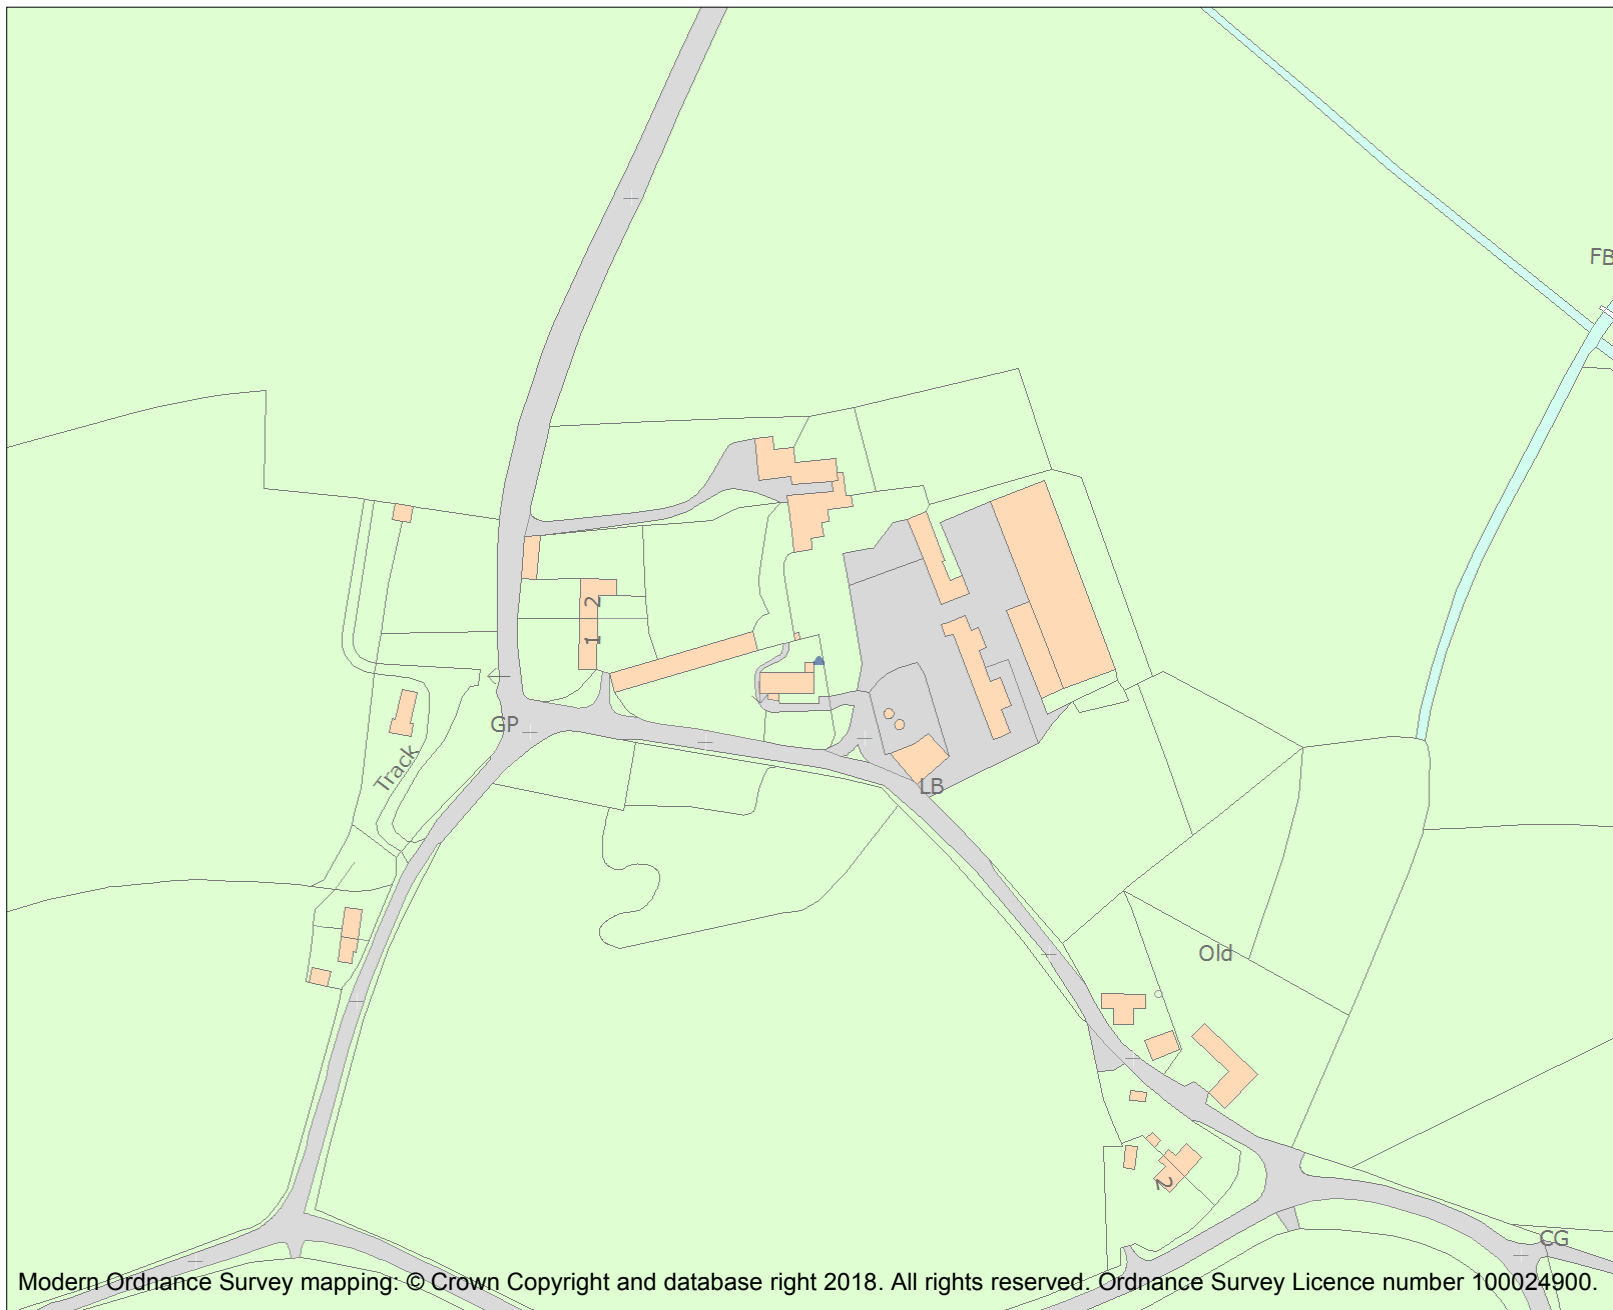 FB
2
1
GP
Track
LB
Old
2
CG
Modern Ordnance Survey mapping: © Crown Copyright and database right 2018. All rights reserved. Ordnance Survey Licence number 100024900.